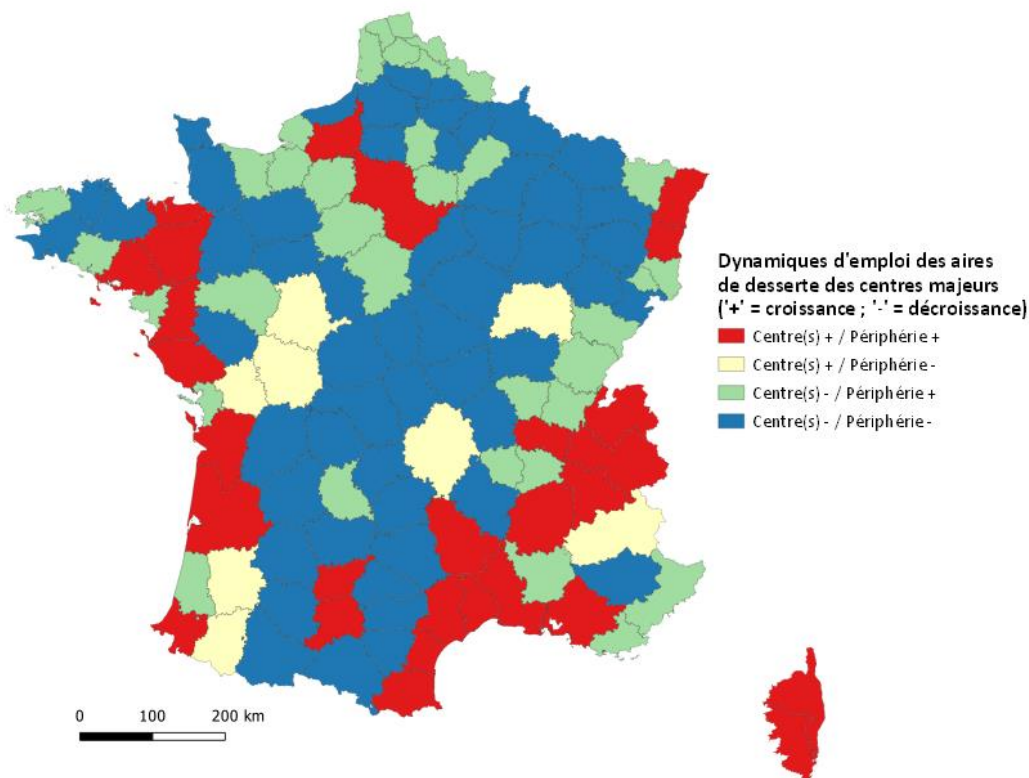 Dynamiques d'emploi des aires
de desserte des centres majeurs
('+' = croissance ; '-' = décroissance)
Centre(s) + / Périphérie +
Centre(s) + / Périphérie -
Centre(s) - / Périphérie +
Centre(s) - / Périphérie -
0 100 200 km